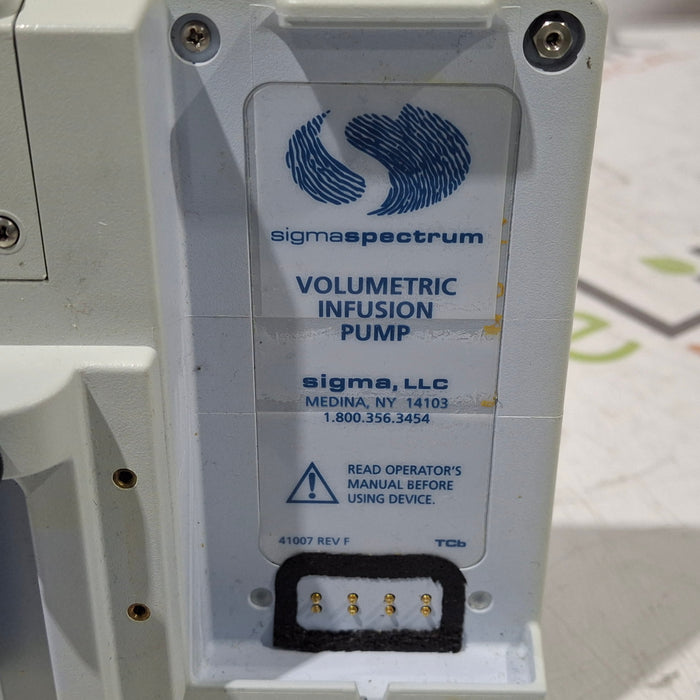 sigmaspectrum
VOLUMETRIC
INFUSION
PUMP
sigma, LLC
MEDINA, NY 14103
1.800.356.3454
READ OPERATOR'S
MANUAL BEFORE
USING DEVICE.
41007 REV F TCb